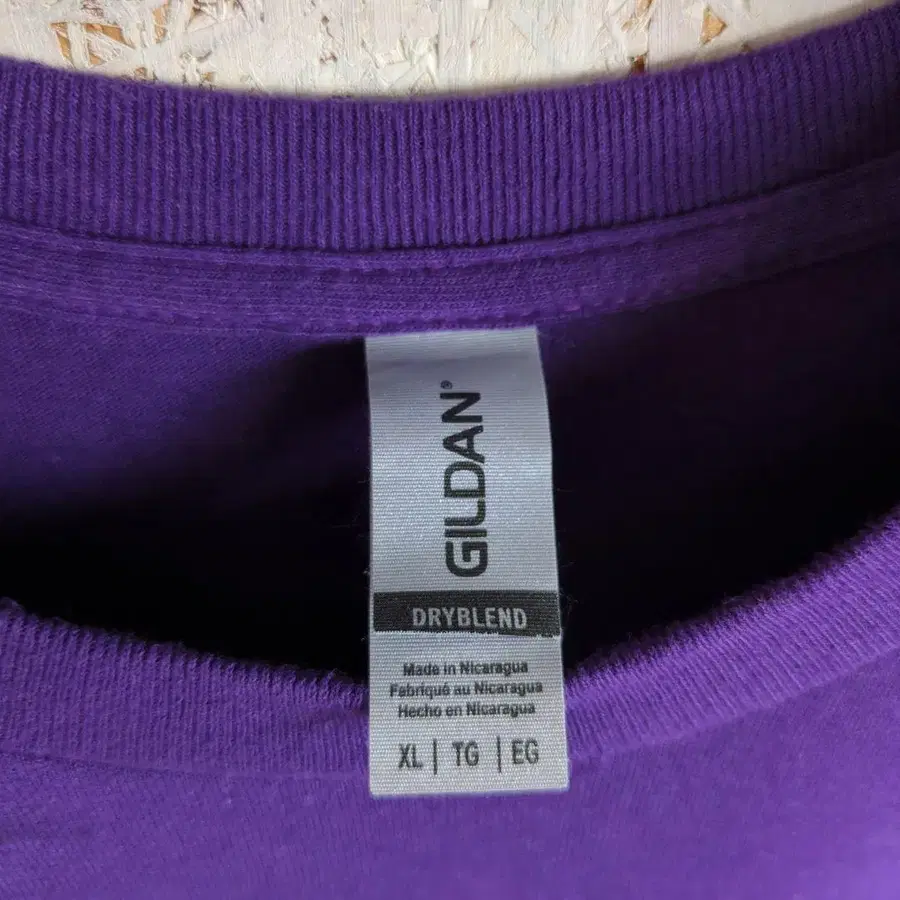 GILDAN®
DRYBLEND
Made in Nicaragua
Fabriqué au Nicaragua
Hecho en Nicaragua
XL | TG | EG